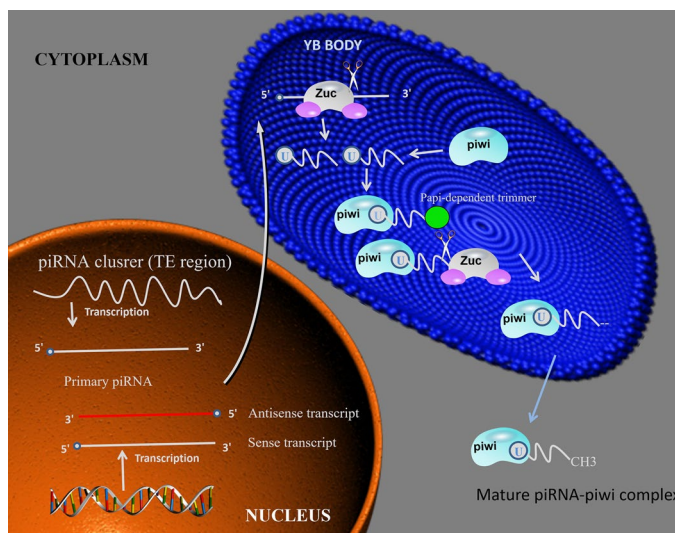 YB BODY
CYTOPLASM
5'
Zuc
3'
U
U
piwi
Papi-dependent trimmer
piwi
U
piwi
U
Zuc
piRNA clusrer (TE region)
Transcription
piwi
U
5'
3'
Primary piRNA
3'
5'
Antisense transcript
5'
3'
Sense transcript
Transcription
piwi
U
CH3
Mature piRNA-piwi complex
NUCLEUS